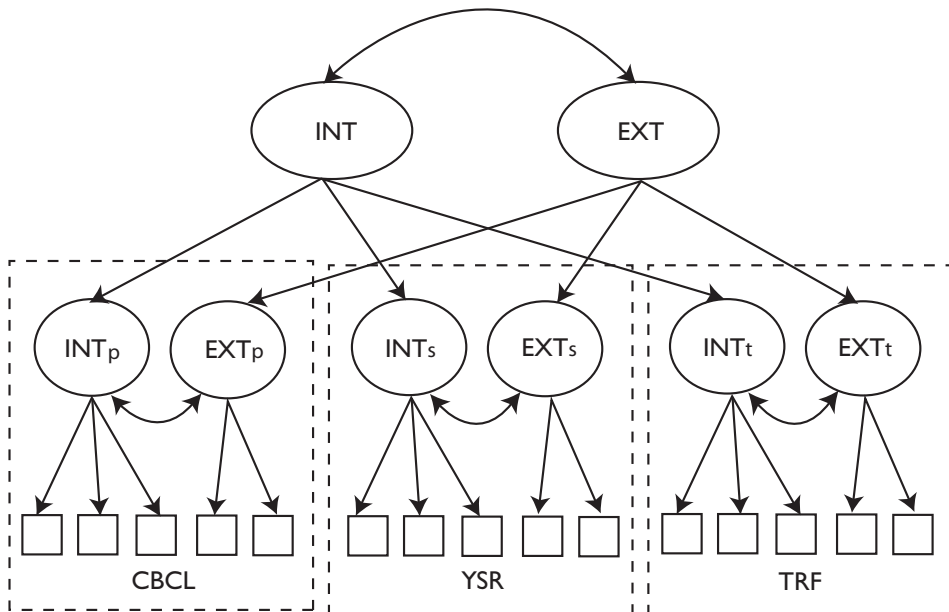 INT
EXT
INTp
EXTp
INTs
EXTs
INTt
EXTt
CBCL
YSR
TRF